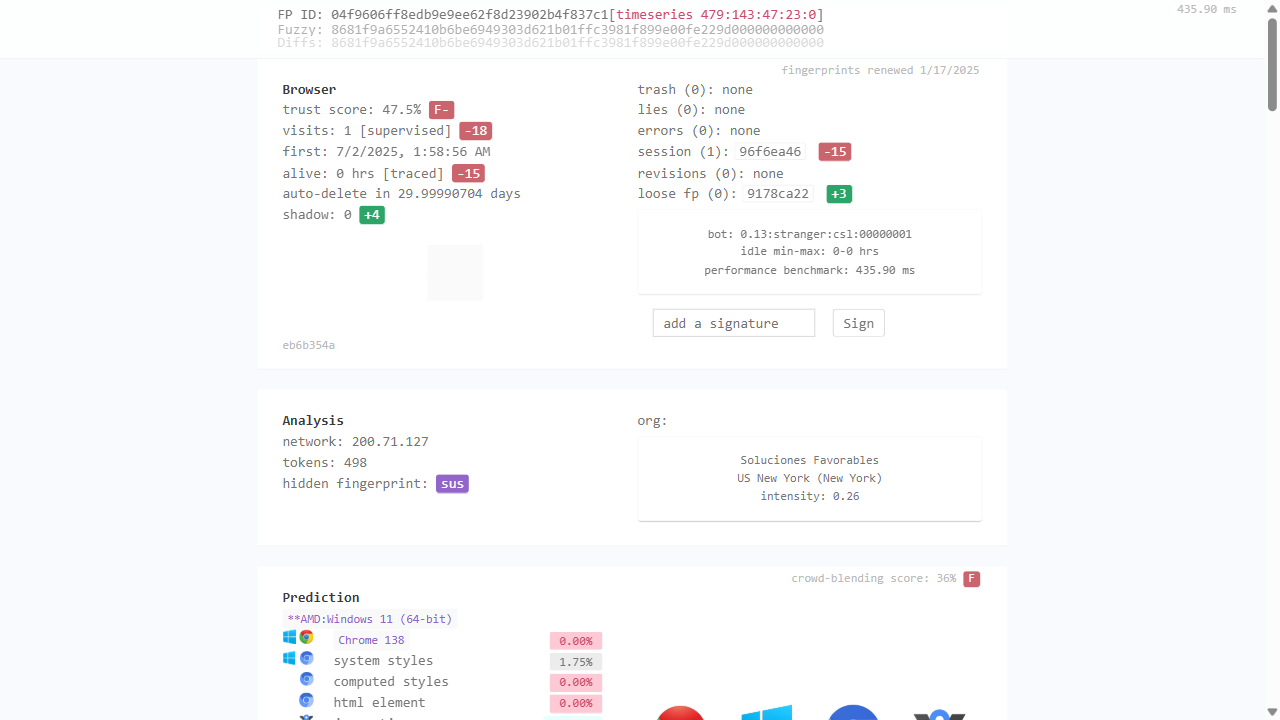 FP ID: 04f9606ff8edb9e9ee62f8d23902b4f837c1[timeseries 479:143:47:23:0]
435.90 ms
Fuzzy: 8681f9a6552410b6be6949303d621b01ffc3981f899e00fe229d000000000000
Diffs: 8681f9a6552410b6be6949303d621b01ffc3981f899e00fe229d000000000000
fingerprints renewed 1/17/2025
Browser
trust score: 47.5% F-
visits: 1 [supervised] -18
first: 7/2/2025, 1:58:56 AM
alive: 0 hrs [traced] -15
auto-delete in 29.99990704 days
shadow: 0 +4
eb6b354a
trash (0): none
lies (0): none
errors (0): none
session (1): 96f6ea46 -15
revisions (0): none
loose fp (0): 9178ca22 +3
bot: 0.13:stranger:csl:00000001
idle min-max: 0-0 hrs
performance benchmark: 435.90 ms
add a signature Sign
Analysis
network: 200.71.127
tokens: 498
hidden fingerprint: sus
org:
Soluciones Favorables
US New York (New York)
intensity: 0.26
crowd-blending score: 36% F
Prediction
**AMD:Windows 11 (64-bit)
Chrome 138 0.00%
system styles 1.75%
computed styles 0.00%
html element 0.00%